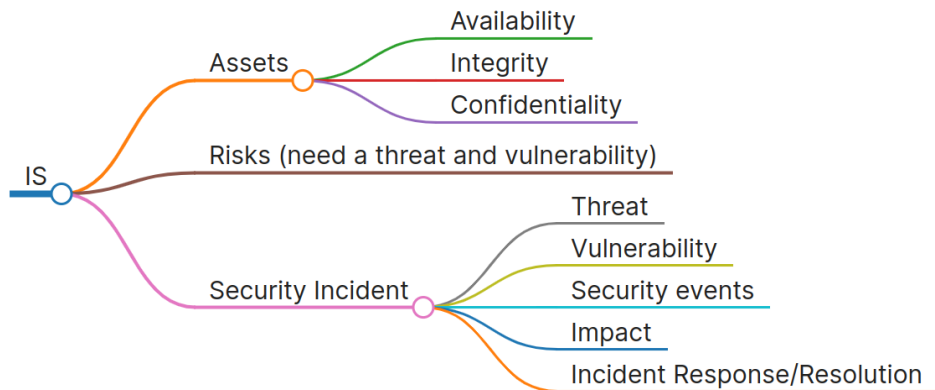 IS
Assets
Availability
Integrity
Confidentiality
Risks (need a threat and vulnerability)
Security Incident
Threat
Vulnerability
Security events
Impact
Incident Response/Resolution